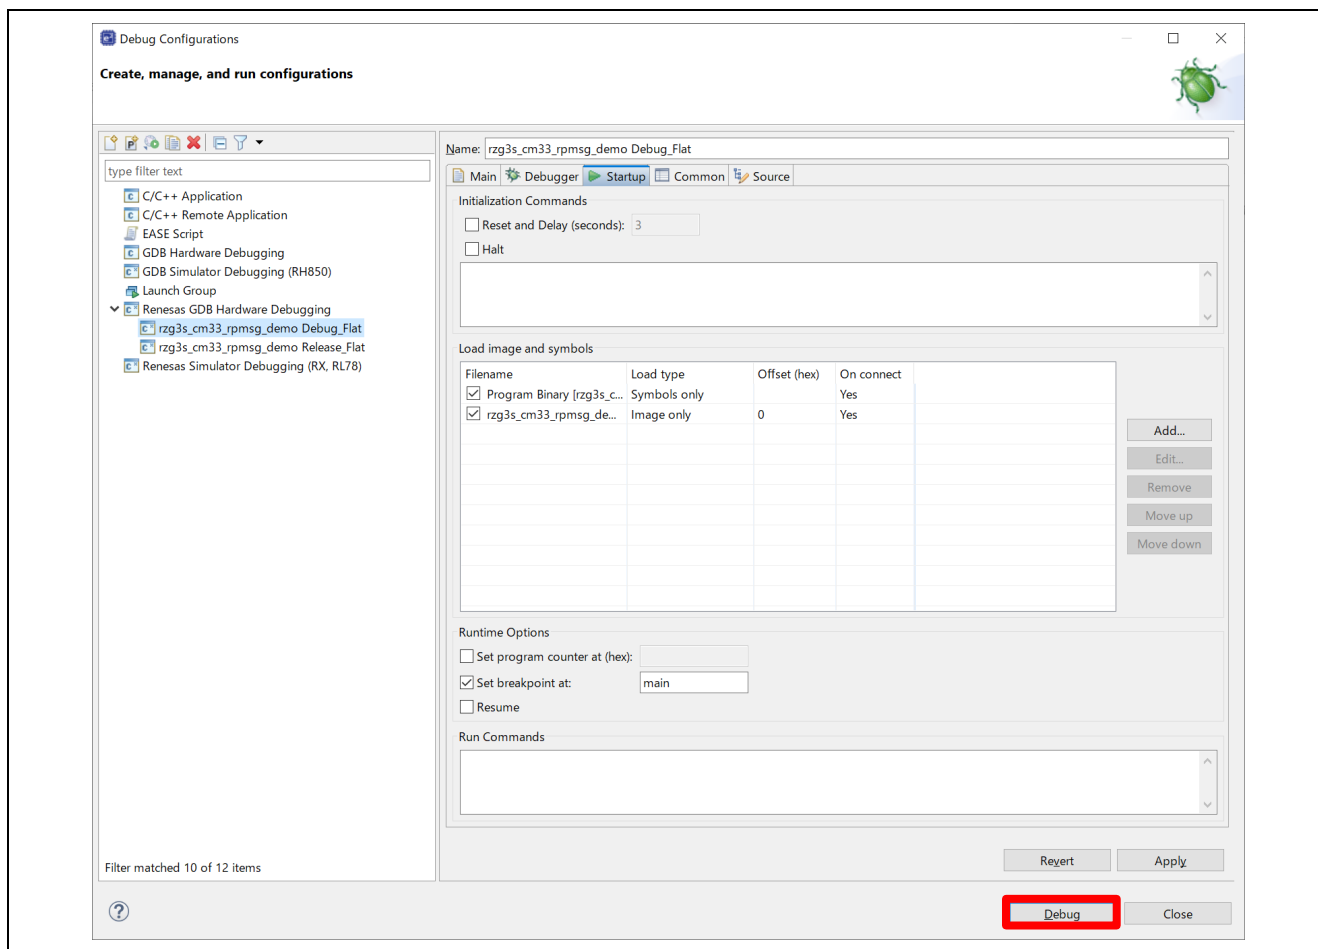 Debug Configurations
Create, manage, and run configurations
type filter text
C/C++ Application
C/C++ Remote Application
EASE Script
GDB Hardware Debugging
GDB Simulator Debugging (RH850)
Launch Group
Renesas GDB Hardware Debugging
rzg3s_cm33_rpmsg_demo Debug_Flat
rzg3s_cm33_rpmsg_demo Release_Flat
Renesas Simulator Debugging (RX, RL78)
Filter matched 10 of 12 items
Name: rzg3s_cm33_rpmsg_demo Debug_Flat
Main Debugger Startup Common Source
Initialization Commands
Reset and Delay (seconds): 3
Halt
Load image and symbols
Filename Load type Offset (hex) On connect
Program Binary [rzg3s_c... Symbols only Yes
rzg3s_cm33_rpmsg_de... Image only 0 Yes
Add...
Edit...
Remove
Move up
Move down
Runtime Options
Set program counter at (hex):
Set breakpoint at: main
Resume
Run Commands
Revert Apply
Debug Close